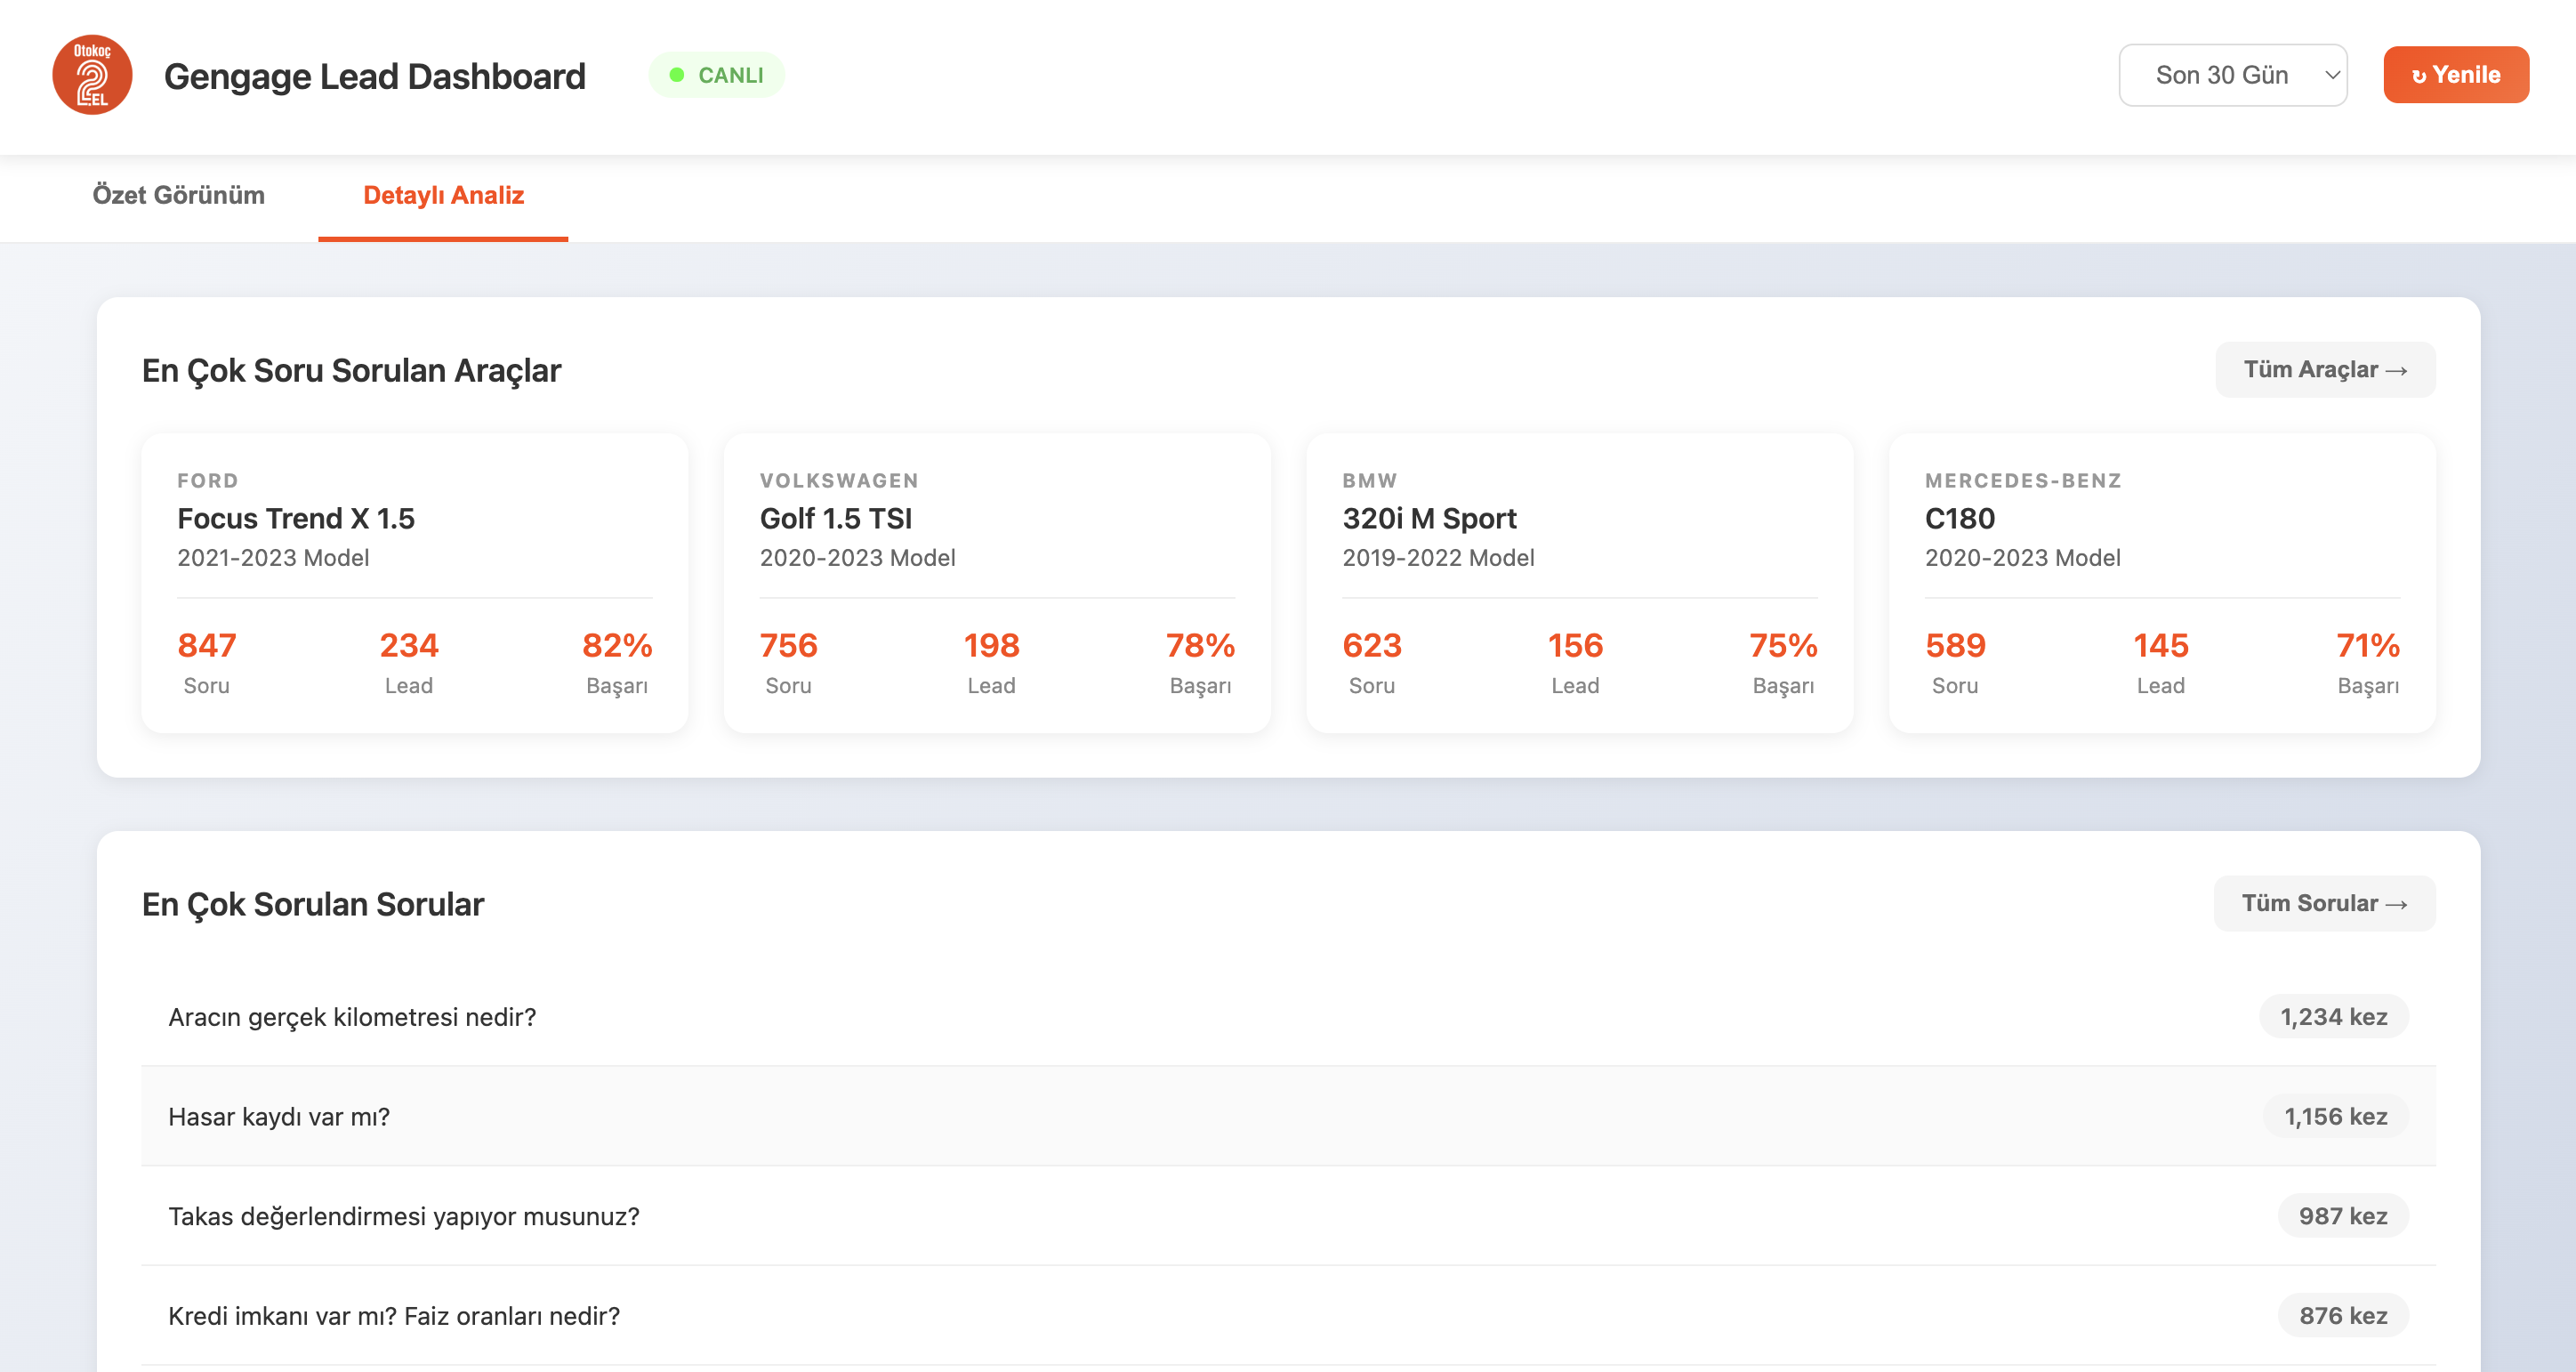 Otokoç
2
.EL
Gengage Lead Dashboard
CANLI
Son 30 Gün
↻ Yenile
Özet Görünüm
Detaylı Analiz
En Çok Soru Sorulan Araçlar
Tüm Araçlar →
FORD
Focus Trend X 1.5
2021-2023 Model
847
Soru
234
Lead
82%
Başarı
VOLKSWAGEN
Golf 1.5 TSI
2020-2023 Model
756
Soru
198
Lead
78%
Başarı
BMW
320i M Sport
2019-2022 Model
623
Soru
156
Lead
75%
Başarı
MERCEDES-BENZ
C180
2020-2023 Model
589
Soru
145
Lead
71%
Başarı
En Çok Sorulan Sorular
Tüm Sorular →
Aracın gerçek kilometresi nedir?
1,234 kez
Hasar kaydı var mı?
1,156 kez
Takas değerlendirmesi yapıyor musunuz?
987 kez
Kredi imkanı var mı? Faiz oranları nedir?
876 kez